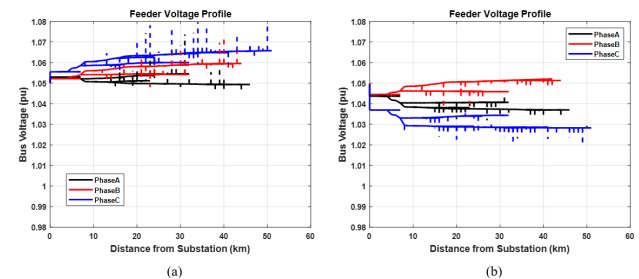 Feeder Voltage Profile
Bus Voltage (pu)
1.08
1.07
1.06
1.05
1.04
1.03
1.02
1.01
1
0.99
0.98
PhaseA
PhaseB
PhaseC
0 10 20 30 40 50 60
Distance from Substation (km)
(a)
Feeder Voltage Profile
Bus Voltage (pu)
1.08
1.07
1.06
1.05
1.04
1.03
1.02
1.01
1
0.99
0.98
PhaseA
PhaseB
PhaseC
0 10 20 30 40 50 60
Distance from Substation (km)
(b)